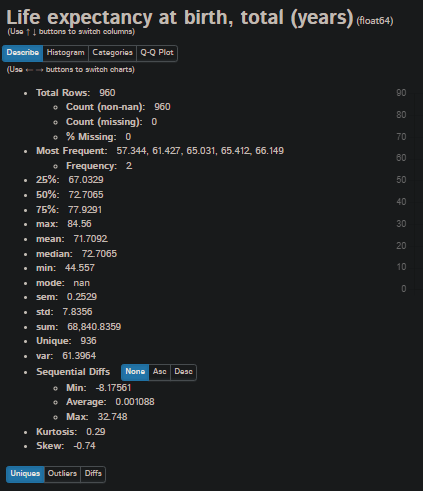 Life expectancy at birth, total (years) (float64)
(Use ↑ ↓ buttons to switch columns)
Describe Histogram Categories Q-Q Plot
(Use ← → buttons to switch charts)
Total Rows: 960
Count (non-nan): 960
Count (missing): 0
% Missing: 0
Most Frequent: 57.344, 61.427, 65.031, 65.412, 66.149
Frequency: 2
25%: 67.0329
50%: 72.7065
75%: 77.9291
max: 84.56
mean: 71.7092
median: 72.7065
min: 44.557
mode: nan
sem: 0.2529
std: 7.8356
sum: 68,840.8359
Unique: 936
var: 61.3964
Sequential Diffs None Asc Desc
Min: -8.17561
Average: 0.001088
Max: 32.748
Kurtosis: 0.29
Skew: -0.74
Uniques Outliers Diffs
90
80
70
60
50
40
30
20
10
0